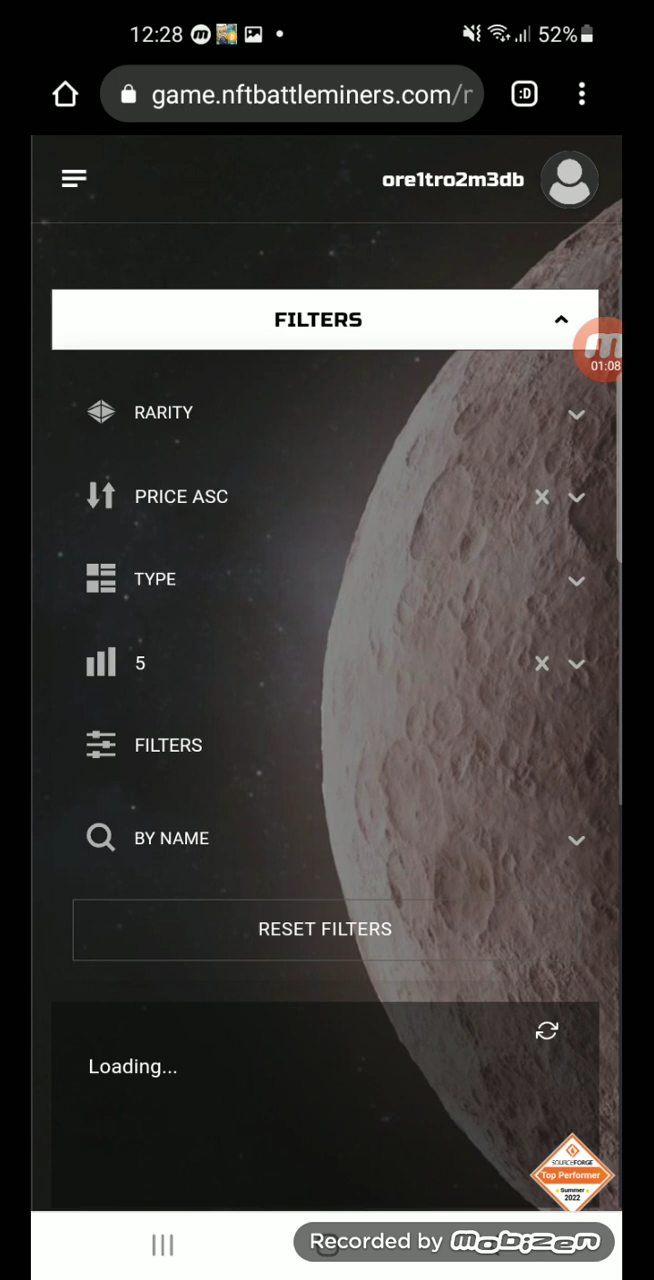 12:28
52%
game.nftbattleminers.com/r
:D
ore1tro2m3db
FILTERS
01:08
RARITY
PRICE ASC
TYPE
5
FILTERS
BY NAME
RESET FILTERS
Loading...
SOURCEFORGE
Top Performer
Summer
2022
Recorded by mobizen